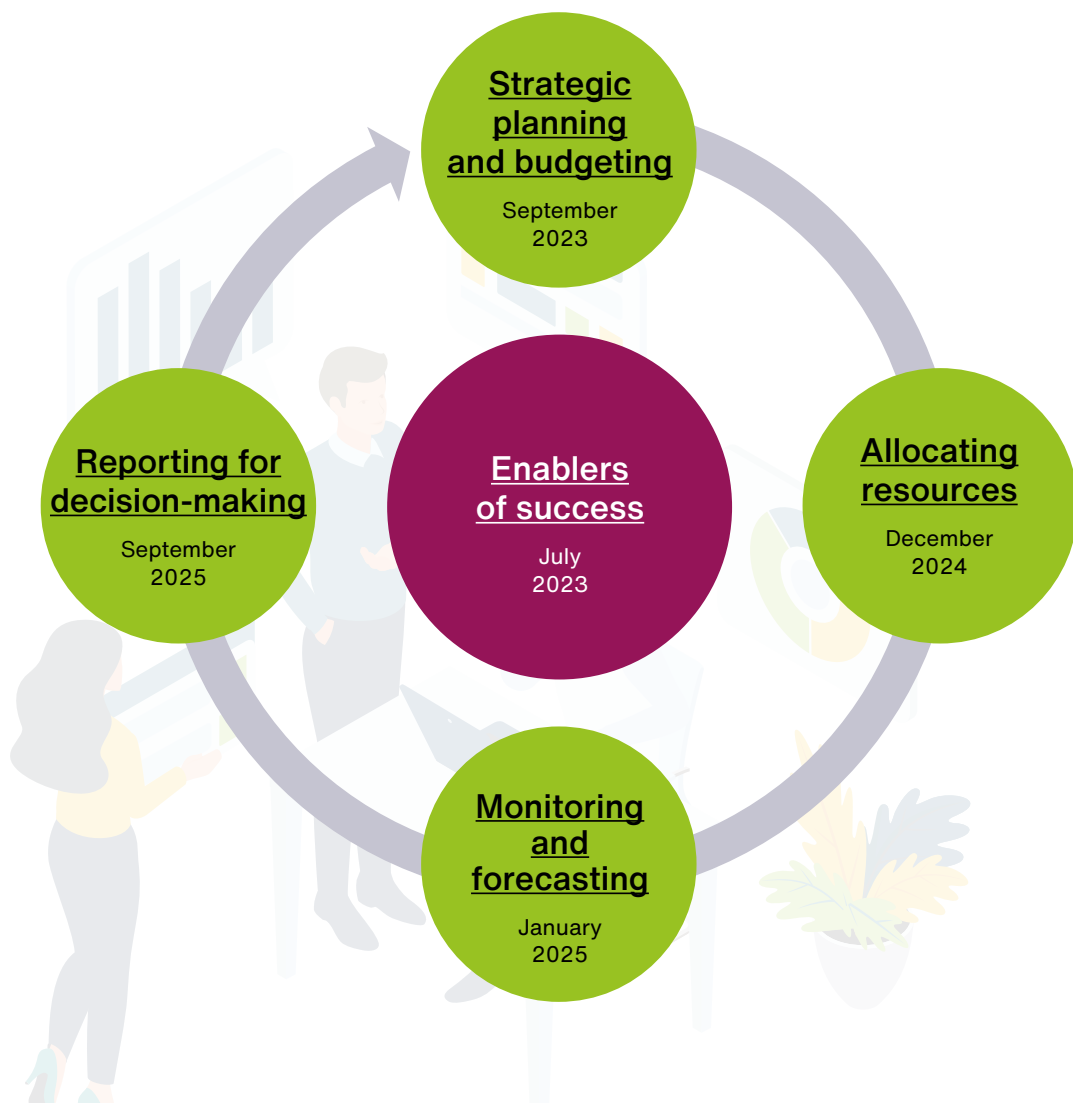 Strategic
planning
and budgeting
September
2023
Reporting for
decision-making
September
2025
Enablers
of success
July
2023
Allocating
resources
December
2024
Monitoring
and
forecasting
January
2025